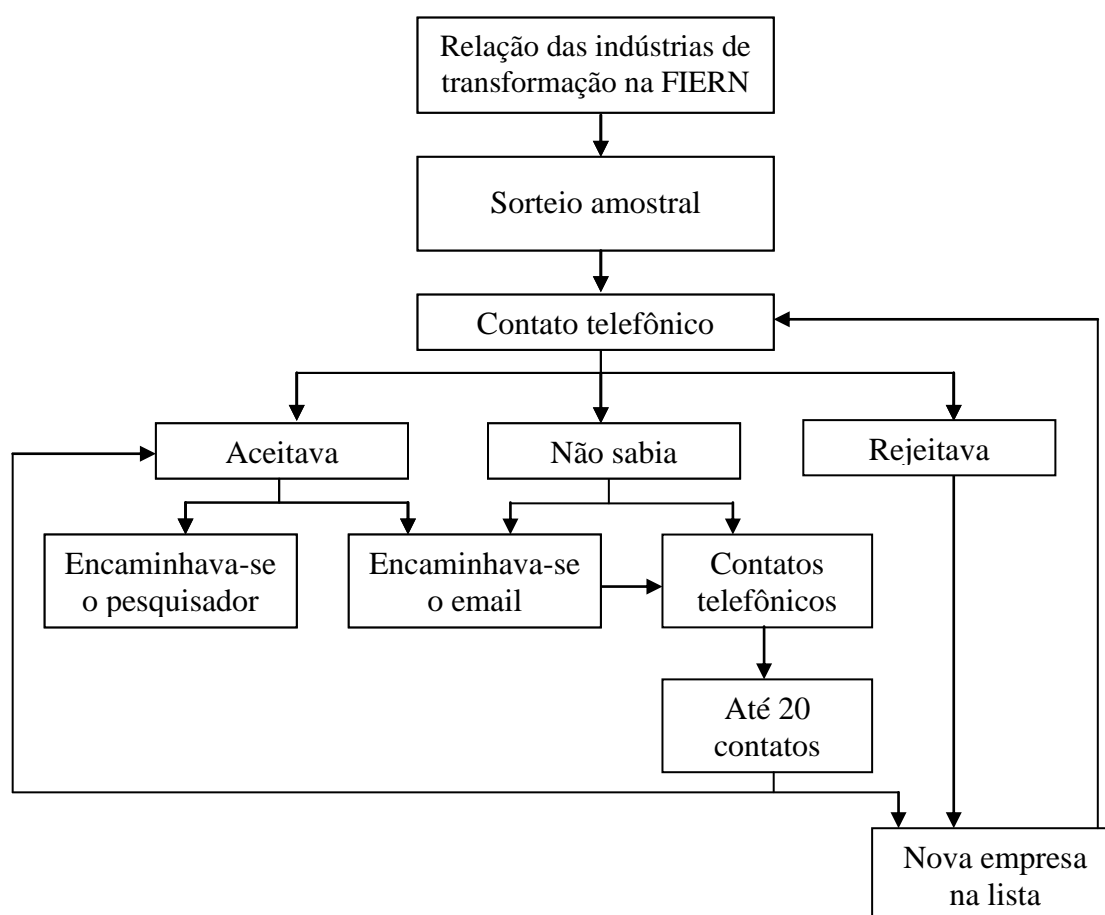 Relação das indústrias de
transformação na FIERN
Sorteio amostral
Contato telefônico
Aceitava
Não sabia
Rejeitava
Encaminhava-se
o pesquisador
Encaminhava-se
o email
Contatos
telefônicos
Até 20
contatos
Nova empresa
na lista